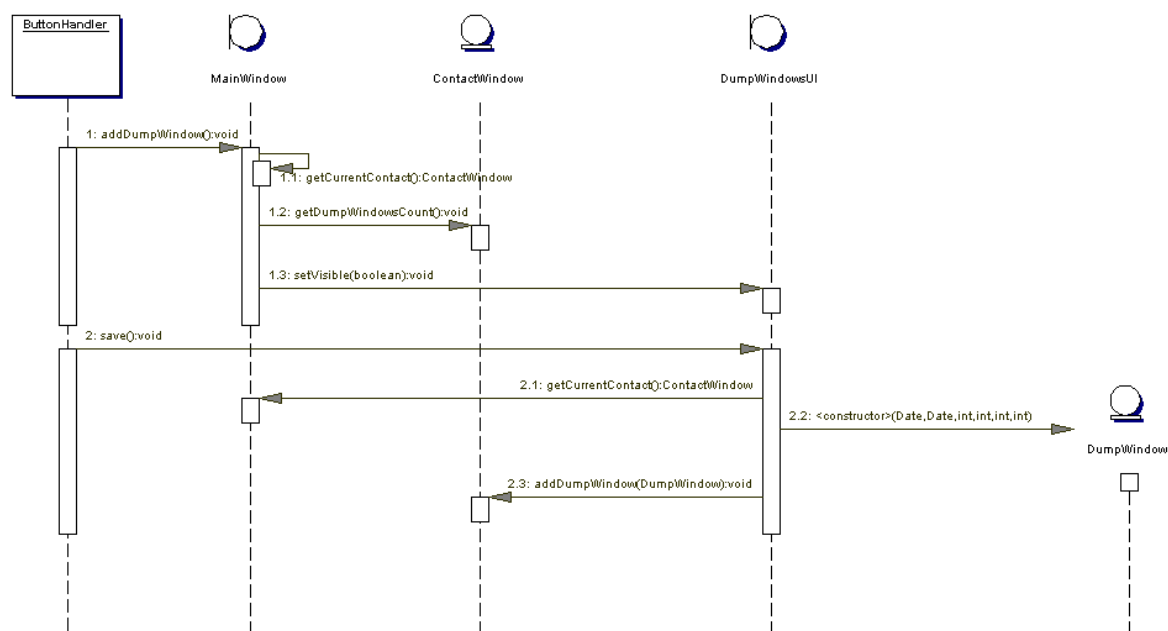 ButtonHandler
MainWindow
ContactWindow
DumpWindowsUI
1: addDumpWindow():void
1.1: getCurrentContact():ContactWindow
1.2: getDumpWindowsCount():void
1.3: setVisible(boolean):void
2: save():void
2.1: getCurrentContact():ContactWindow
2.2: <constructor>(Date,Date,int,int,int,int)
DumpWindow
2.3: addDumpWindow(DumpWindow):void